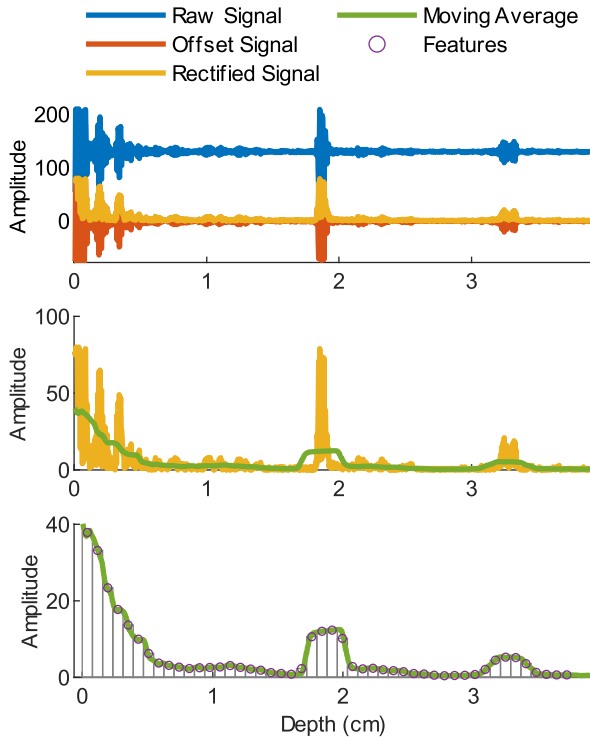 Raw Signal
Moving Average
Offset Signal
Features
Rectified Signal
200
100
0
Amplitude
0 1 2 3
100
50
0
Amplitude
0 1 2 3
40
20
0
Amplitude
0 1 2 3
Depth (cm)